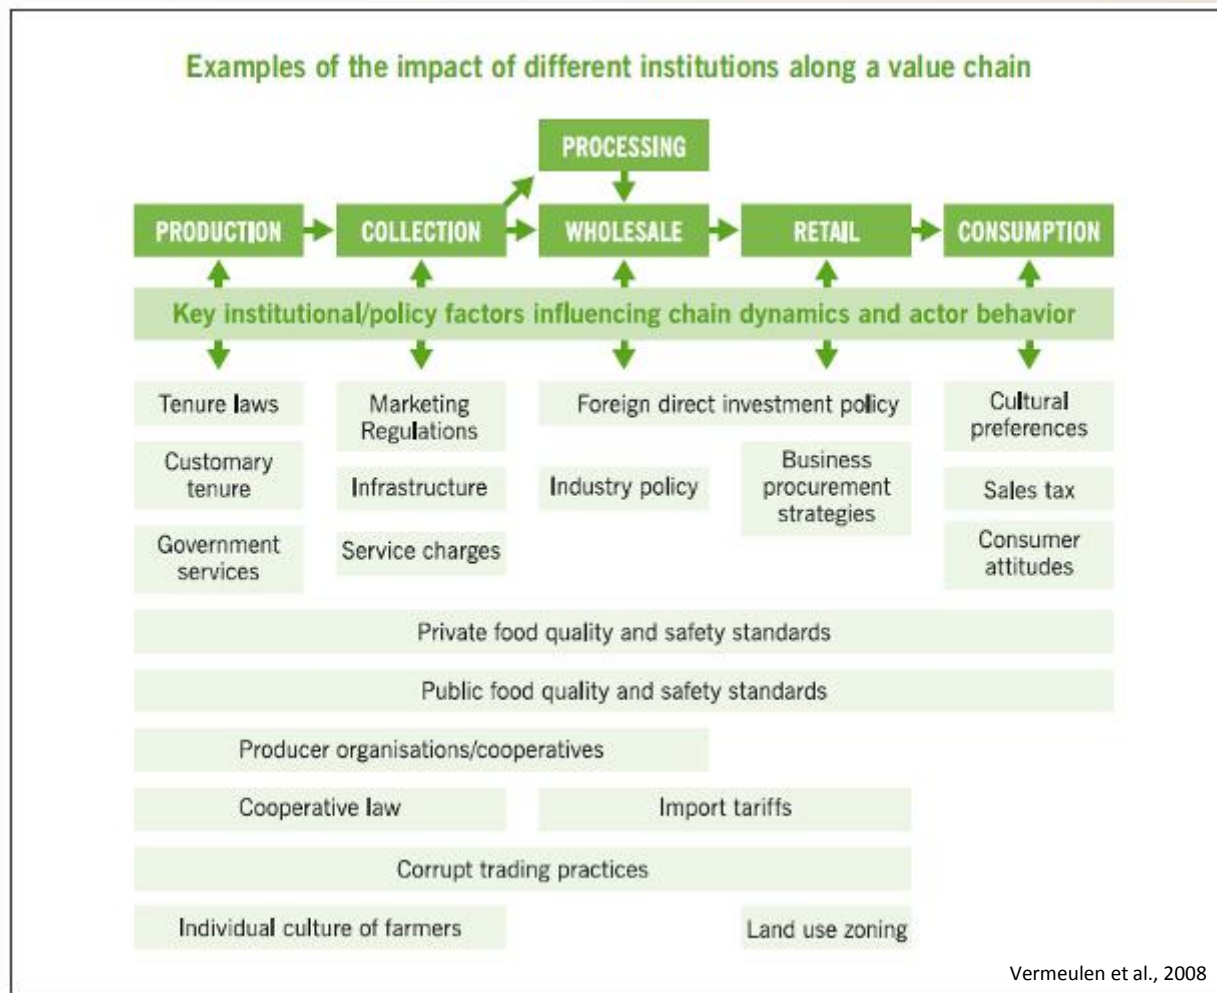 Examples of the impact of different institutions along a value chain
PROCESSING
PRODUCTION
COLLECTION
WHOLESALE
RETAIL
CONSUMPTION
Key institutional/policy factors influencing chain dynamics and actor behavior
Tenure laws
Marketing
Regulations
Foreign direct investment policy
Cultural
preferences
Customary
tenure
Infrastructure
Industry policy
Business
procurement
strategies
Sales tax
Government
services
Service charges
Consumer
attitudes
Private food quality and safety standards
Public food quality and safety standards
Producer organisations/cooperatives
Cooperative law
Import tariffs
Corrupt trading practices
Individual culture of farmers
Land use zoning
Vermeulen et al., 2008